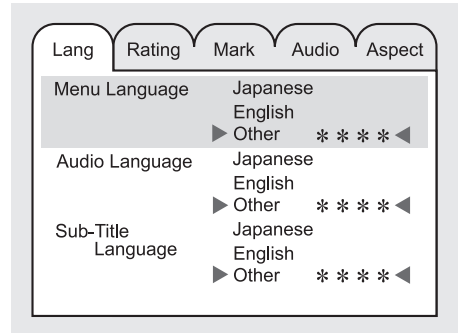 Lang Rating Mark Audio Aspect
Menu Language Japanese
English
▶ Other ＊＊＊＊ ◀
Audio Language Japanese
English
▶ Other ＊＊＊＊ ◀
Sub-Title Japanese
Language English
▶ Other ＊＊＊＊ ◀